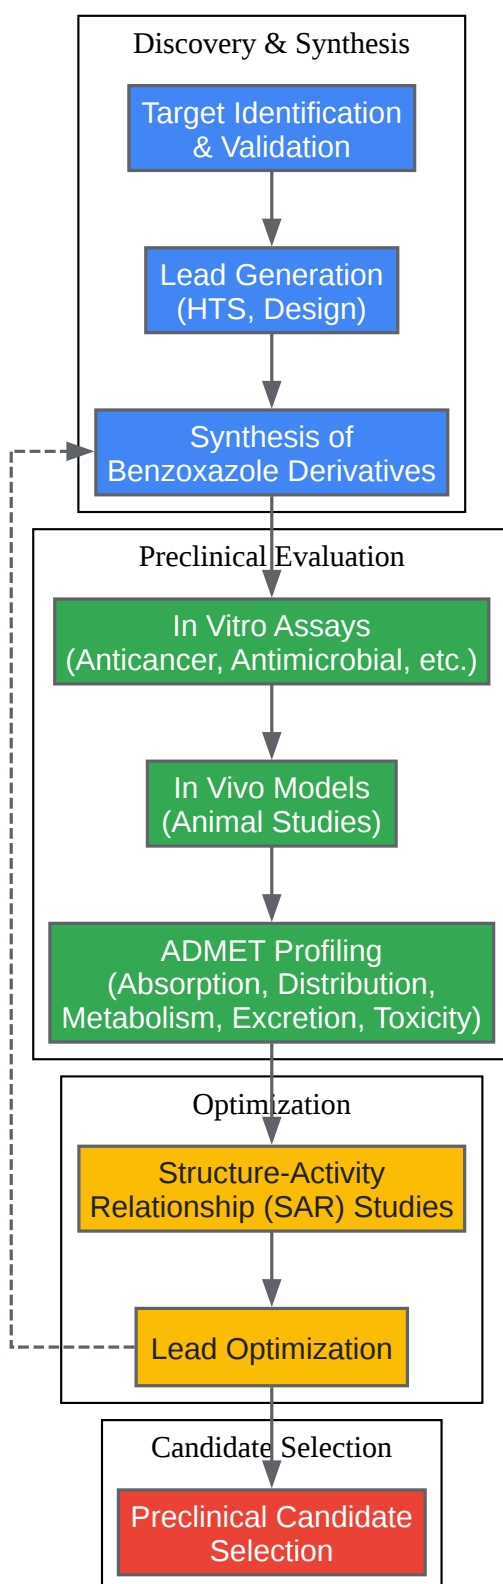 Discovery & Synthesis
Target Identification
& Validation
Lead Generation
(HTS, Design)
Synthesis of
Benzoxazole Derivatives
Preclinical Evaluation
In Vitro Assays
(Anticancer, Antimicrobial, etc.)
In Vivo Models
(Animal Studies)
ADMET Profiling
(Absorption, Distribution,
Metabolism, Excretion, Toxicity)
Optimization
Structure-Activity
Relationship (SAR) Studies
Lead Optimization
Candidate Selection
Preclinical Candidate
Selection